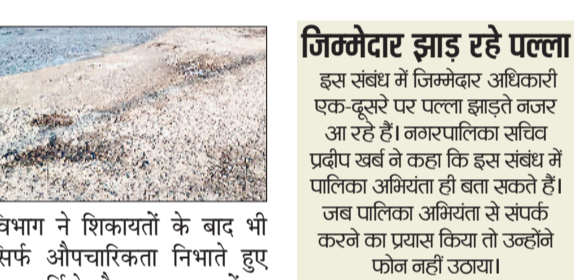 विभाग ने शिकायतों के बाद भी
सिर्फ औपचारिकता निभाते हुए
जिम्मेदार झाड़ रहे पल्ला
इस संबंध में जिम्मेदार अधिकारी
एक-दूसरे पर पल्ला झाड़ते नजर
आ रहे हैं। नगरपालिका सचिव
प्रदीप खर्ब ने कहा कि इस संबंध में
पालिका अभियंता ही बता सकते हैं।
जब पालिका अभियंता से संपर्क
करने का प्रयास किया तो उन्होंने
फोन नहीं उठाया।